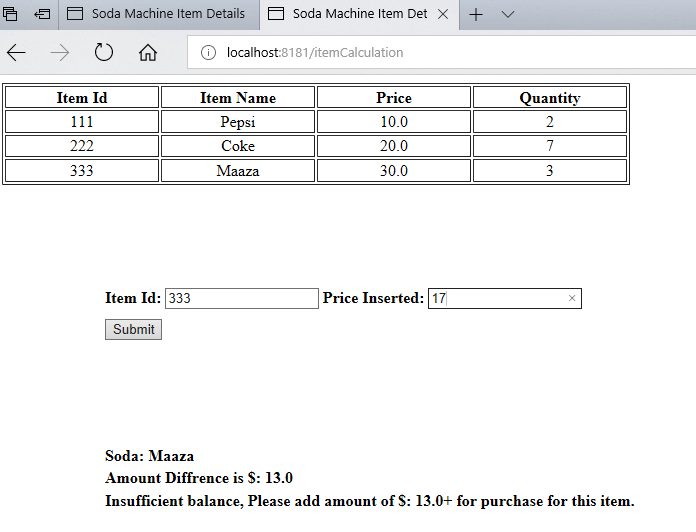 Soda Machine Item Details Soda Machine Item Det
localhost:8181/itemCalculation
Item Id Item Name Price Quantity
111 Pepsi 10.0 2
222 Coke 20.0 7
333 Maaza 30.0 3
Item Id: 333 Price Inserted: 17
Submit
Soda: Maaza
Amount Diffrence is $: 13.0
Insufficient balance, Please add amount of $: 13.0+ for purchase for this item.